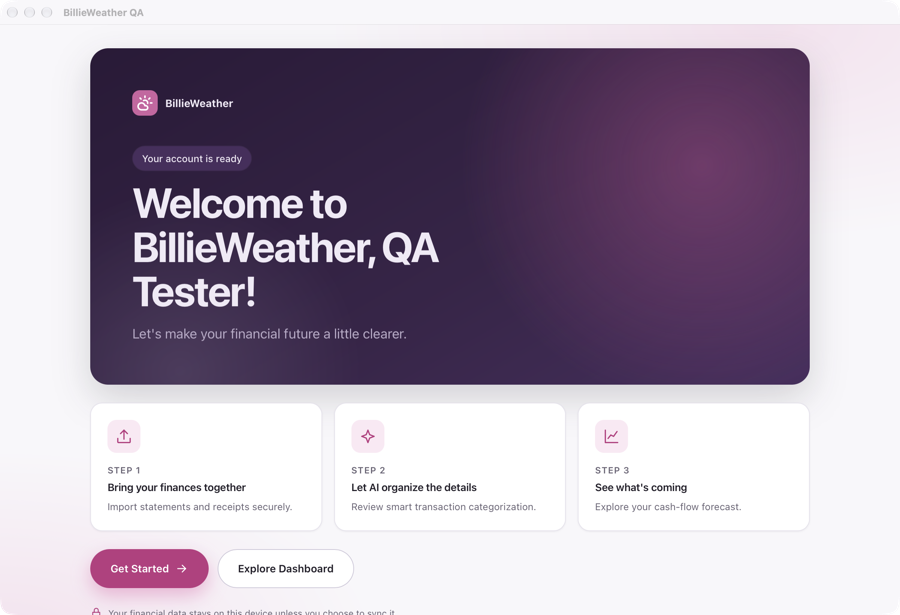 BillieWeather QA
BillieWeather
Your account is ready
Welcome to
BillieWeather, QA
Tester!
Let's make your financial future a little clearer.
STEP 1
Bring your finances together
Import statements and receipts securely.
STEP 2
Let AI organize the details
Review smart transaction categorization.
STEP 3
See what's coming
Explore your cash-flow forecast.
Get Started →
Explore Dashboard
Your financial data stays on this device unless you choose to sync it